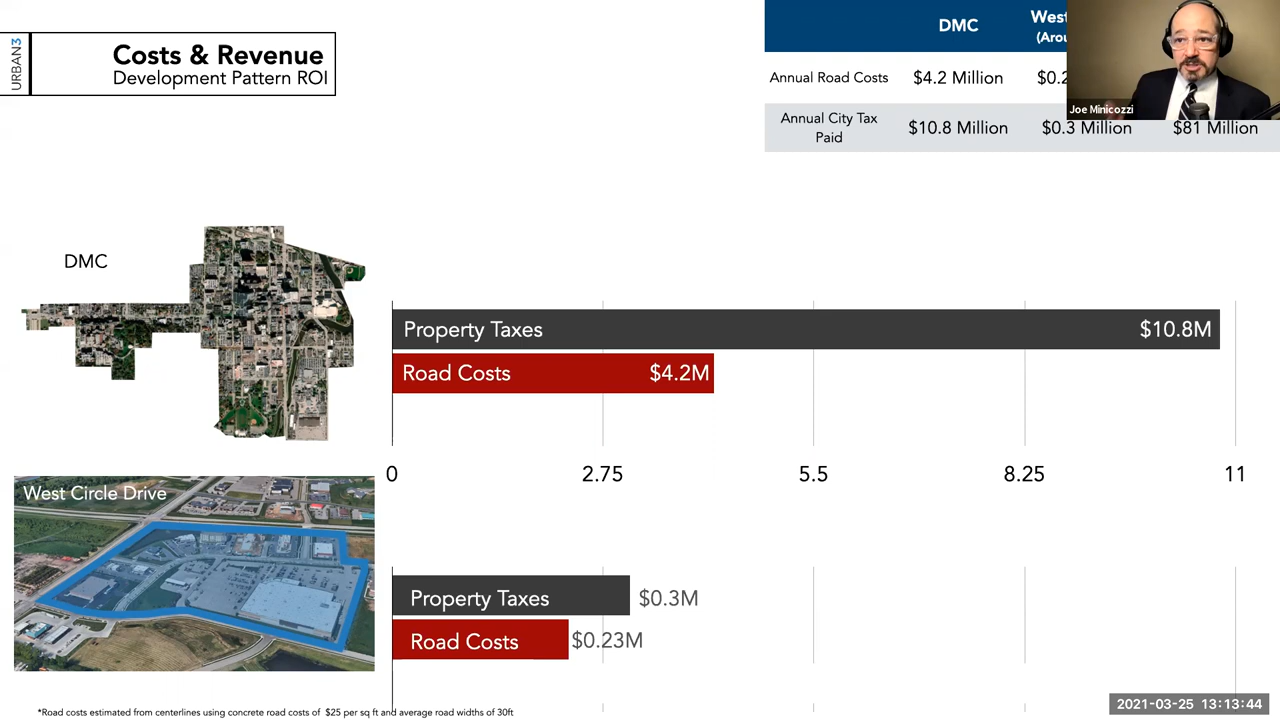 URBAN3
Costs & Revenue
Development Pattern ROI
DMC
West
(Arou
Annual Road Costs
$4.2 Million
$0.2
Annual City Tax
Paid
$10.8 Million
$0.3 Million
$81 Million
Joe Minicozzi
DMC
Property Taxes
$10.8M
Road Costs
$4.2M
0
2.75
5.5
8.25
11
West Circle Drive
Property Taxes
$0.3M
Road Costs
$0.23M
*Road costs estimated from centerlines using concrete road costs of $25 per sq ft and average road widths of 30ft
2021-03-25 13:13:44